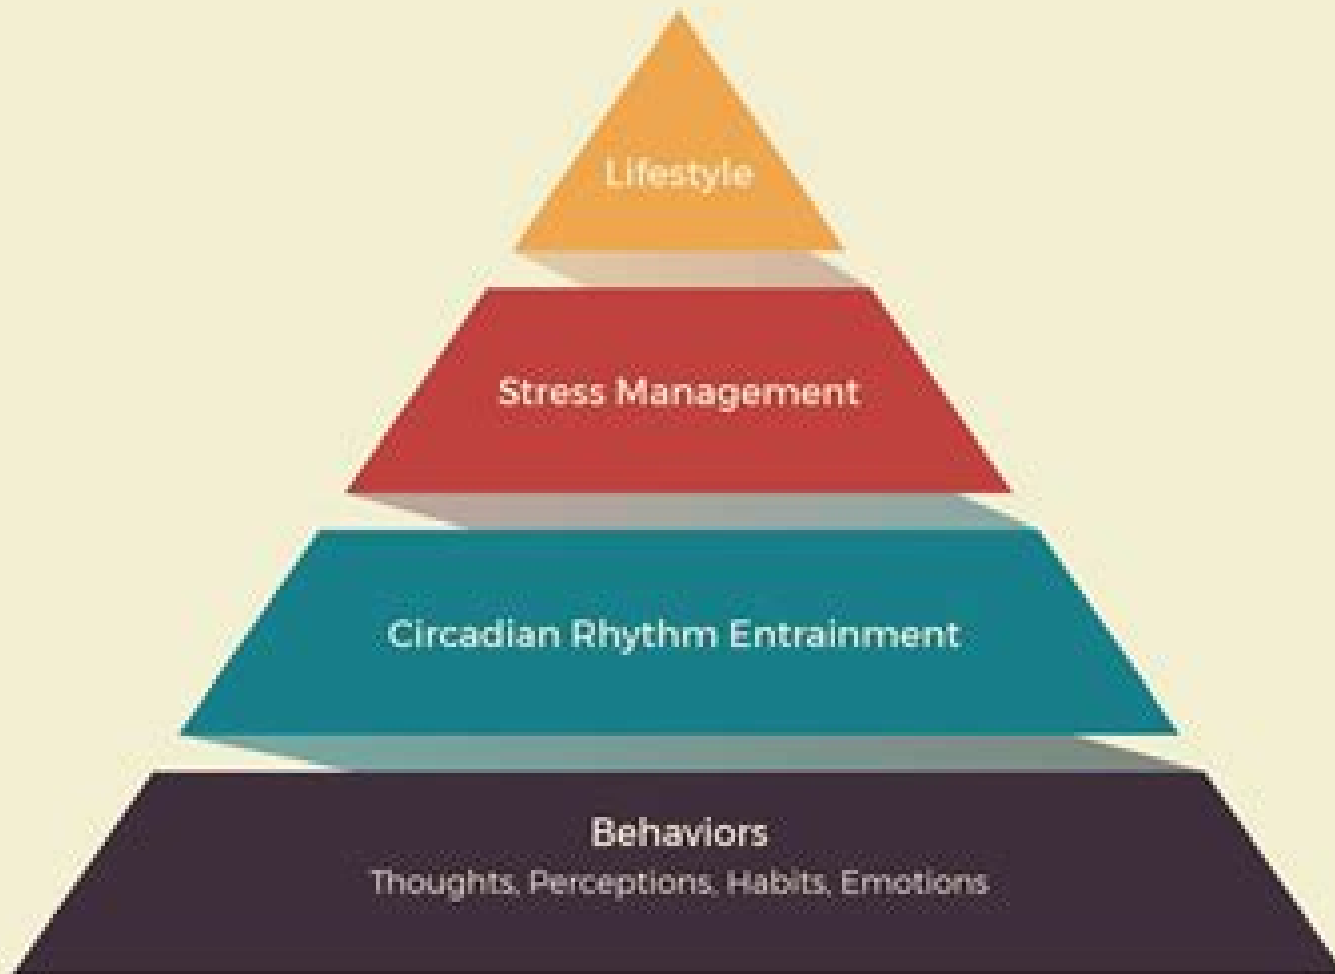 Lifestyle
Stress Management
Circadian Rhythm Entrainment
Behaviors
Thoughts, Perceptions, Habits, Emotions